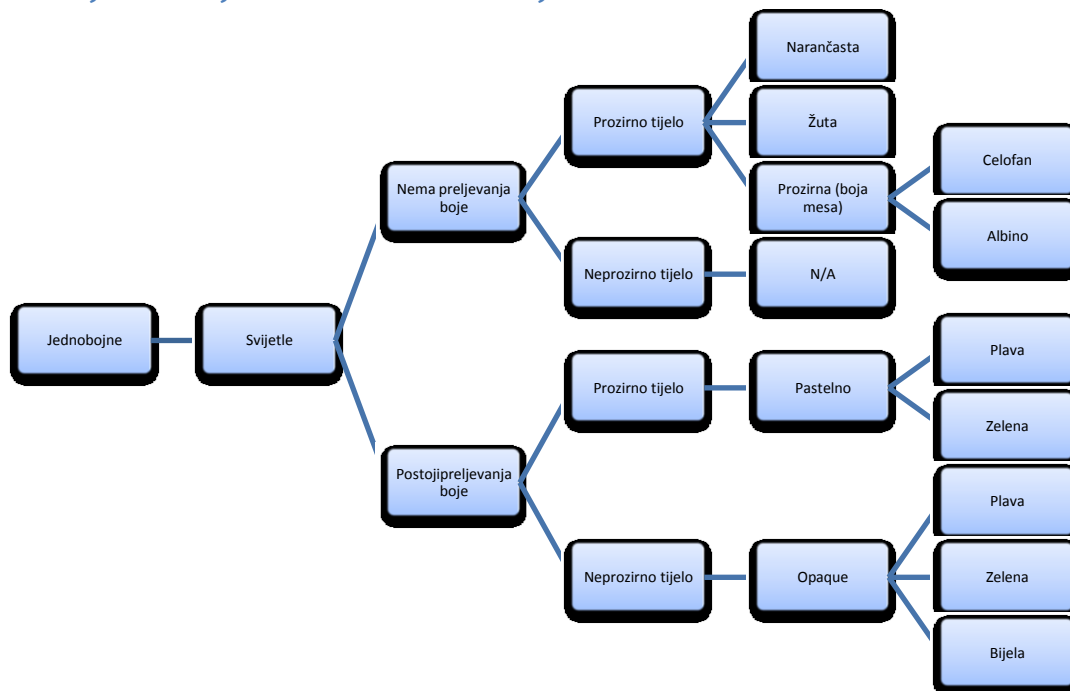 Narančasta
Prozirno tijelo
Žuta
Celofan
Nema preljevanja
boje
Prozirna (boja
mesa)
Albino
Neprozirno tijelo
N/A
Jednobojne
Svijetle
Plava
Prozirno tijelo
Pastelno
Zelena
Postojipreljevanja
boje
Plava
Neprozirno tijelo
Opaque
Zelena
Bijela